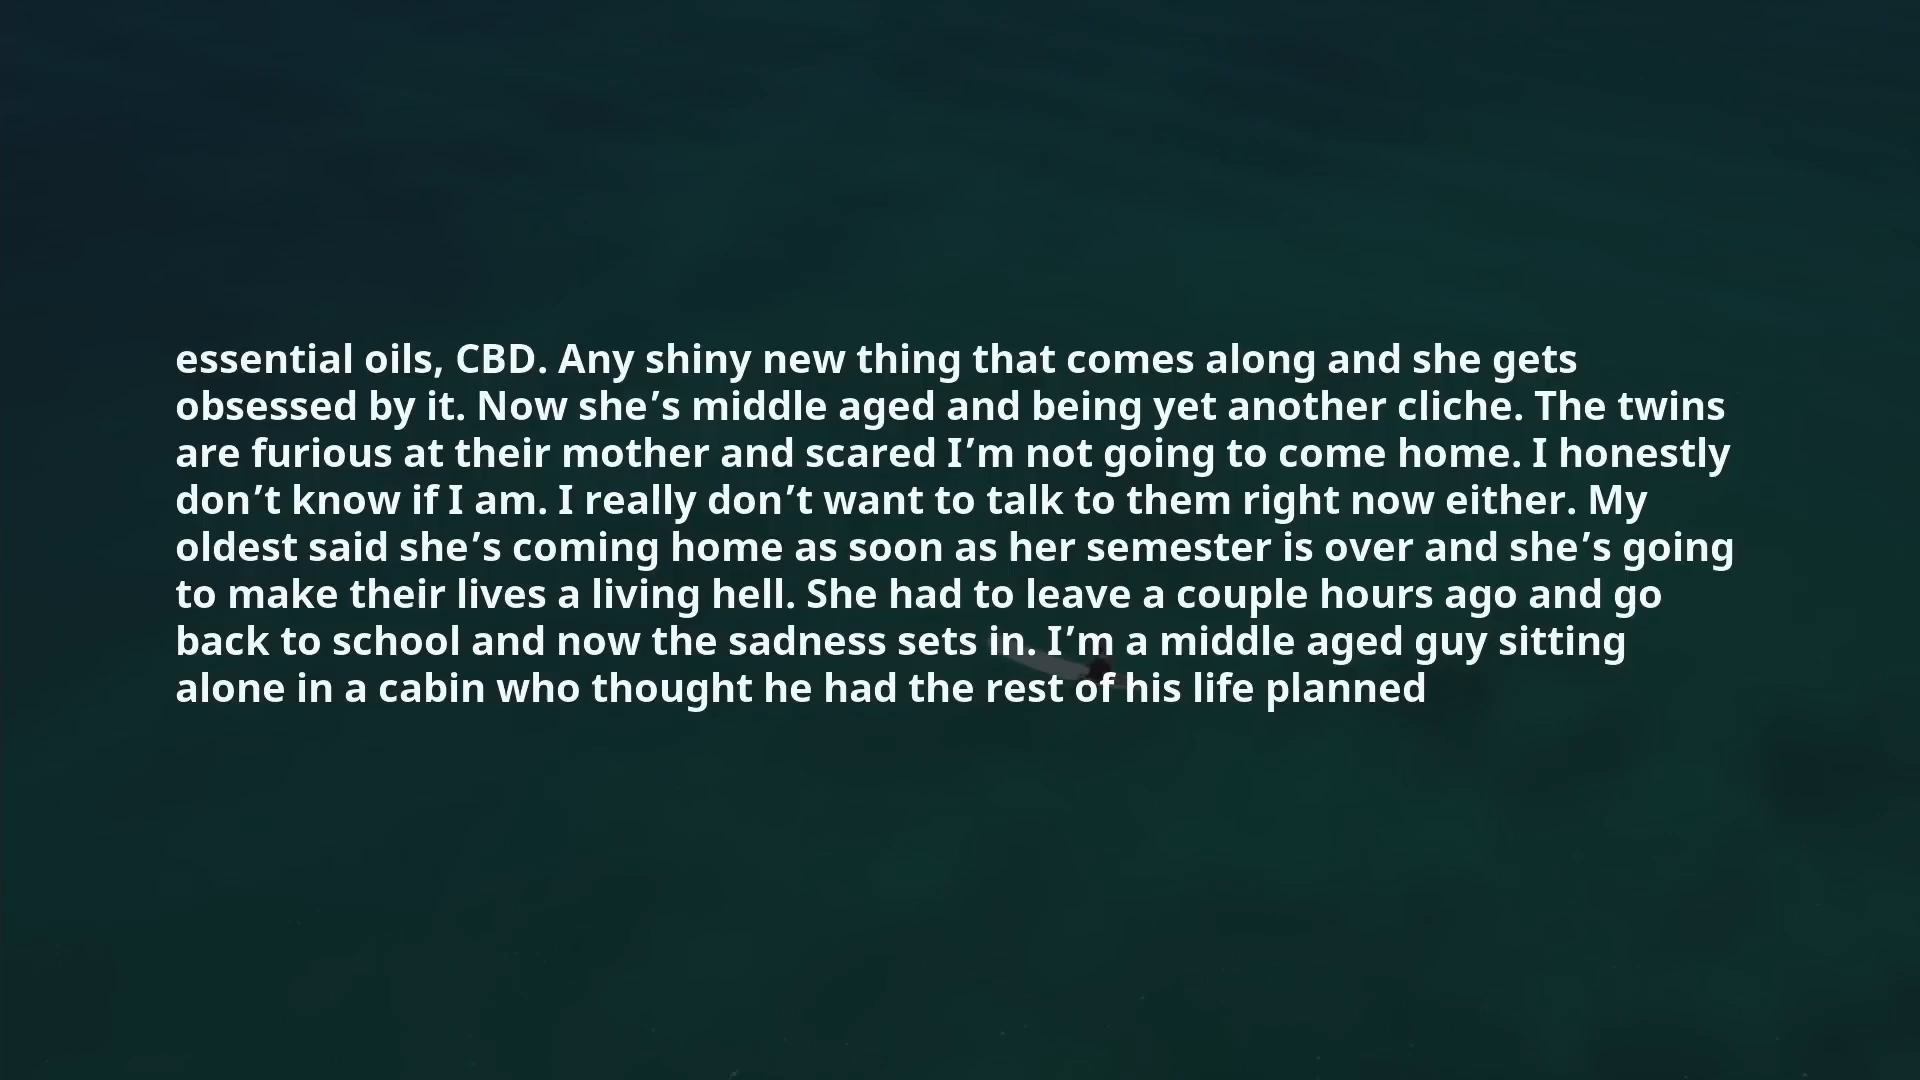 essential oils, CBD. Any shiny new thing that comes along and she gets
obsessed by it. Now she’s middle aged and being yet another cliche. The twins
are furious at their mother and scared I’m not going to come home. I honestly
don’t know if I am. I really don’t want to talk to them right now either. My
oldest said she’s coming home as soon as her semester is over and she’s going
to make their lives a living hell. She had to leave a couple hours ago and go
back to school and now the sadness sets in. I’m a middle aged guy sitting
alone in a cabin who thought he had the rest of his life planned